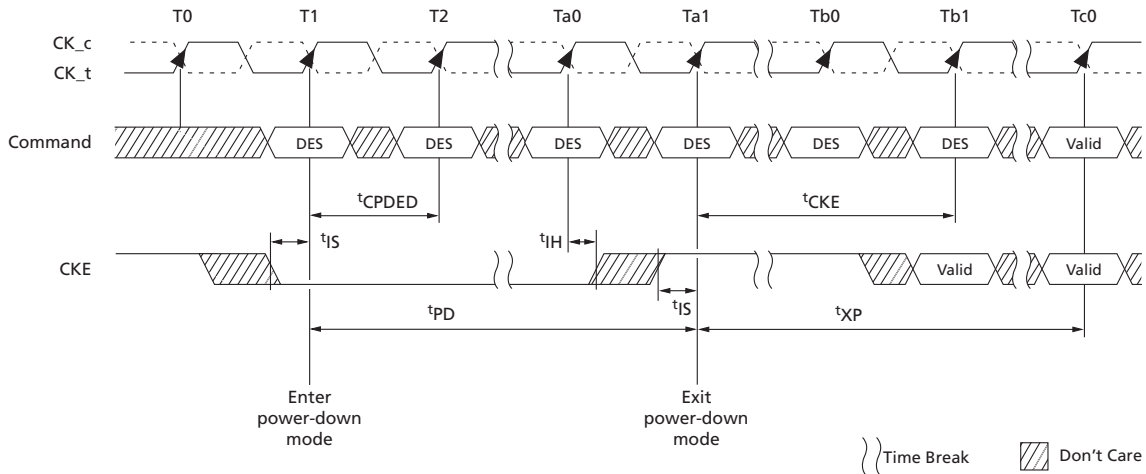 T0 T1 T2 Ta0 Ta1 Tb0 Tb1 Tc0
CK_c
CK_t
Command DES DES DES DES DES DES Valid
tCPDED tCKE
tIS tIH
CKE Valid Valid
tIS
tPD tXP
Enter
power-down
mode
Exit
power-down
mode
Time Break Don't Care